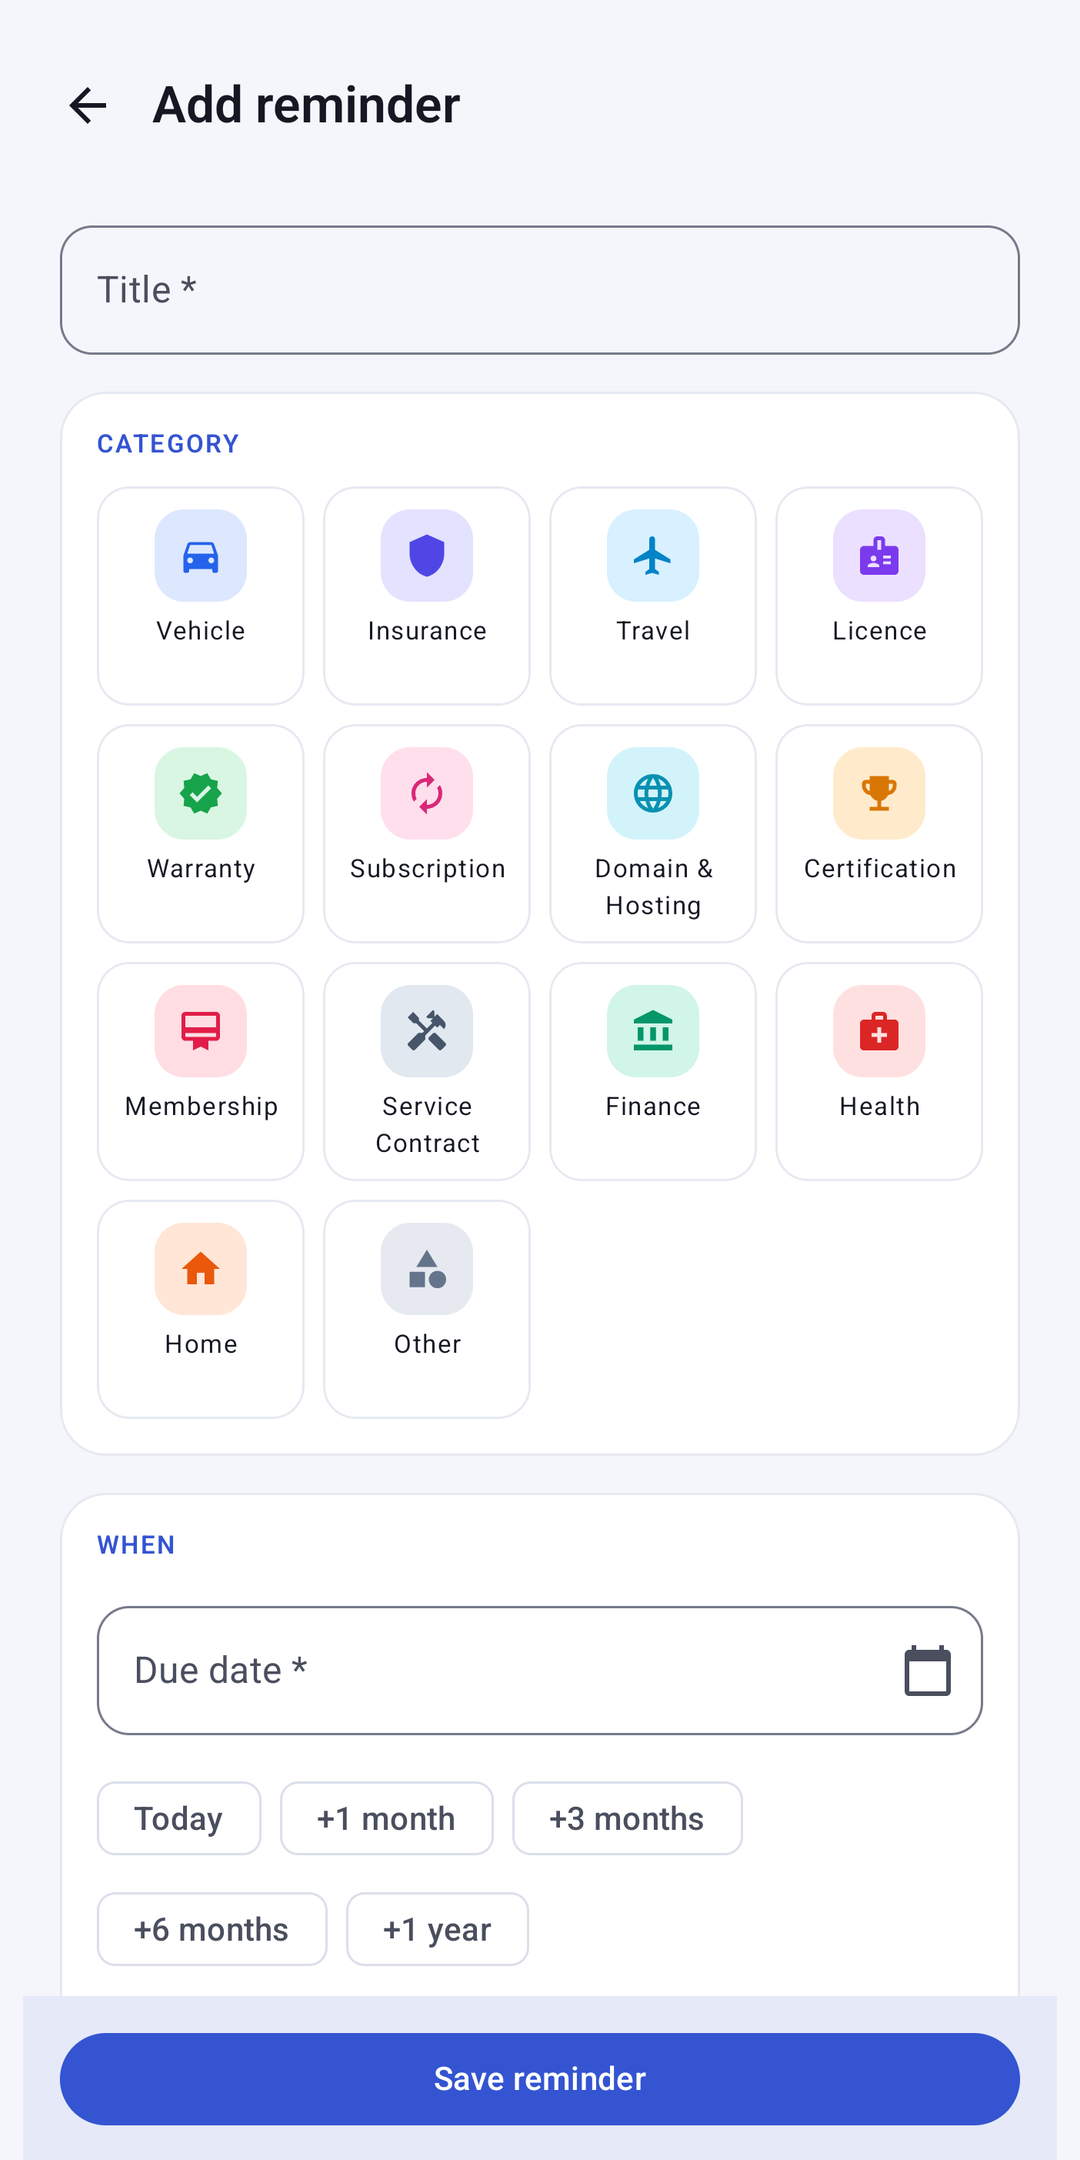 Add reminder
Title *
CATEGORY
Vehicle
Insurance
Travel
Licence
Warranty
Subscription
Domain &
Hosting
Certification
Membership
Service
Contract
Finance
Health
Home
Other
WHEN
Due date *
Today
+1 month
+3 months
+6 months
+1 year
Save reminder